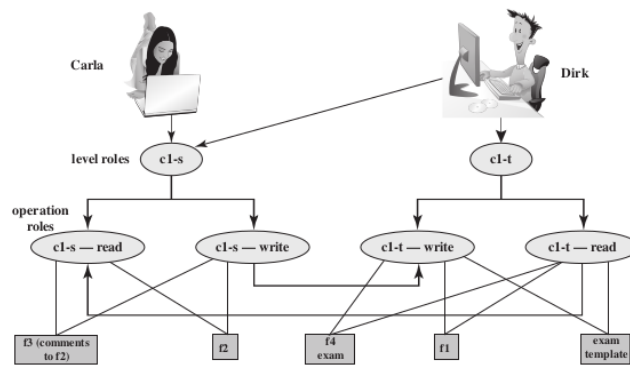 Carla
Dirk
level roles
c1-s
c1-t
operation
roles
c1-s — read
c1-s — write
c1-t — write
c1-t — read
f3 (comments
to f2)
f2
f4
exam
f1
exam
template